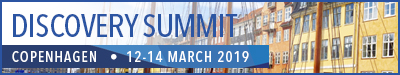 DISCOVERY SUMMIT
COPENHAGEN • 12-14 MARCH 2019